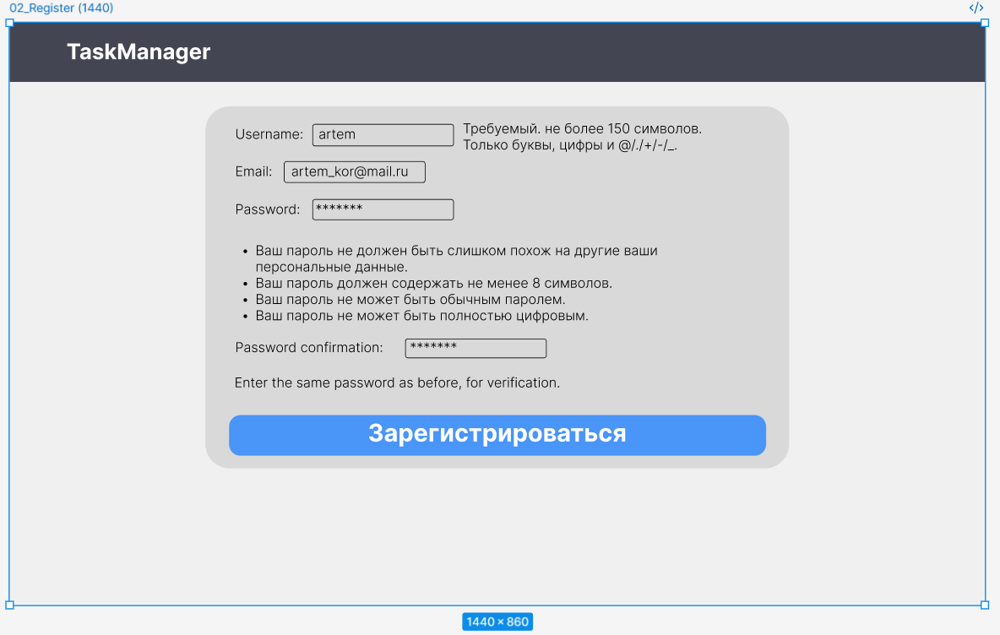 02_Register (1440)
</>
TaskManager
Username:
artem
Требуемый. не более 150 символов.
Только буквы, цифры и @/./+/-/_.
Email:
artem_kor@mail.ru
Password:
*******
• Ваш пароль не должен быть слишком похож на другие ваши
персональные данные.
• Ваш пароль должен содержать не менее 8 символов.
• Ваш пароль не может быть обычным паролем.
• Ваш пароль не может быть полностью цифровым.
Password confirmation:
*******
Enter the same password as before, for verification.
Зарегистрироваться
1440 × 860